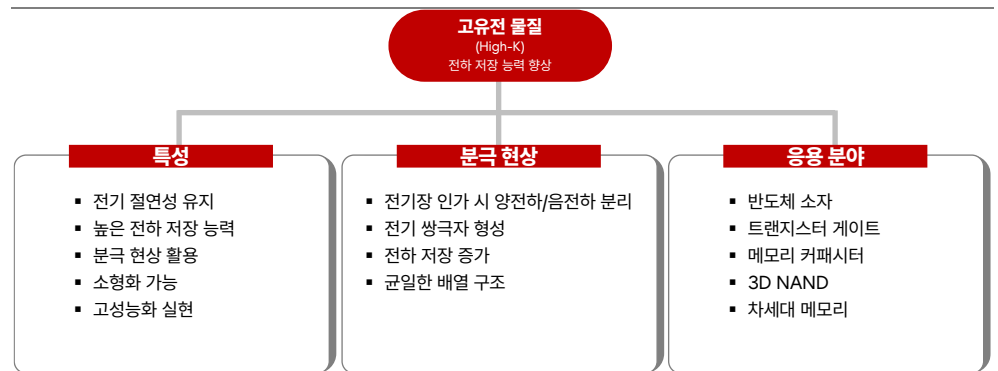 고유전 물질
(High-K)
전하 저장 능력 향상
특성
▪ 전기 절연성 유지
▪ 높은 전하 저장 능력
▪ 분극 현상 활용
▪ 소형화 가능
▪ 고성능화 실현
분극 현상
▪ 전기장 인가 시 양전하/음전하 분리
▪ 전기 쌍극자 형성
▪ 전하 저장 증가
▪ 균일한 배열 구조
응용 분야
▪ 반도체 소자
▪ 트랜지스터 게이트
▪ 메모리 커패시터
▪ 3D NAND
▪ 차세대 메모리